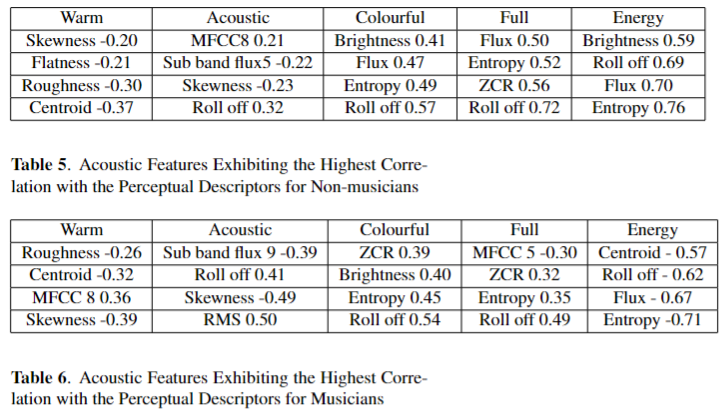 Warm Acoustic Colourful Full Energy
Skewness -0.20 MFCC8 0.21 Brightness 0.41 Flux 0.50 Brightness 0.59
Flatness -0.21 Sub band flux5 -0.22 Flux 0.47 Entropy 0.52 Roll off 0.69
Roughness -0.30 Skewness -0.23 Entropy 0.49 ZCR 0.56 Flux 0.70
Centroid -0.37 Roll off 0.32 Roll off 0.57 Roll off 0.72 Entropy 0.76
Table 5. Acoustic Features Exhibiting the Highest Corre-
lation with the Perceptual Descriptors for Non-musicians
Warm Acoustic Colourful Full Energy
Roughness -0.26 Sub band flux 9 -0.39 ZCR 0.39 MFCC 5 -0.30 Centroid - 0.57
Centroid -0.32 Roll off 0.41 Brightness 0.40 ZCR 0.32 Roll off - 0.62
MFCC 8 0.36 Skewness -0.49 Entropy 0.45 Entropy 0.35 Flux - 0.67
Skewness -0.39 RMS 0.50 Roll off 0.54 Roll off 0.49 Entropy -0.71
Table 6. Acoustic Features Exhibiting the Highest Corre-
lation with the Perceptual Descriptors for Musicians